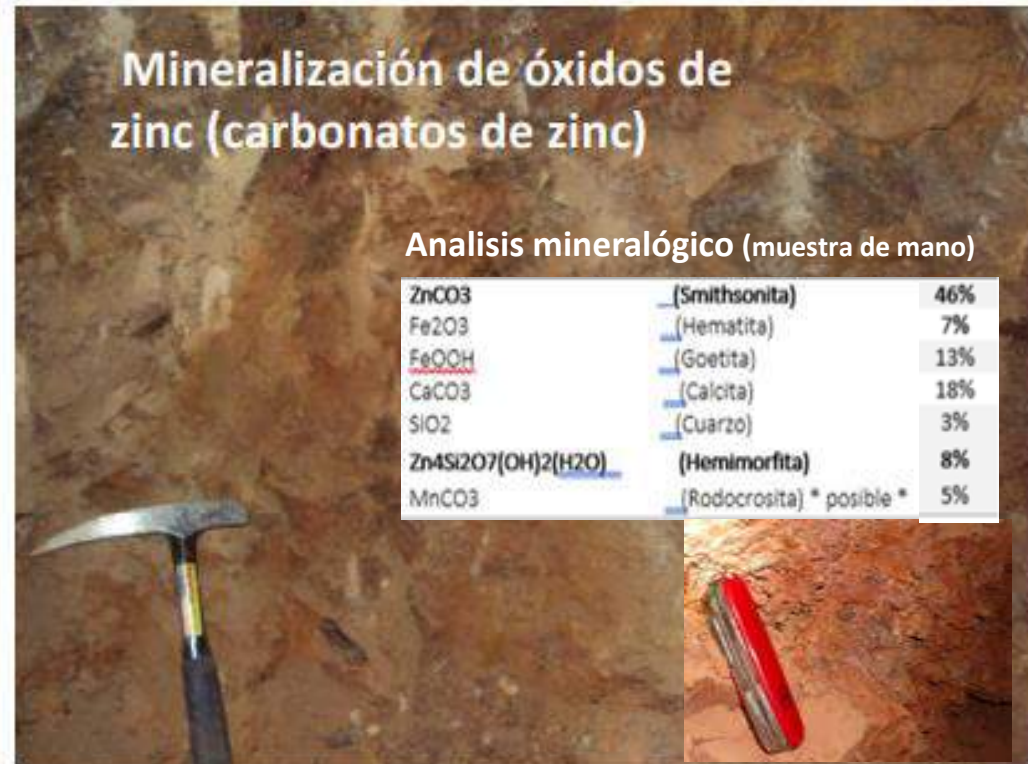 Mineralización de óxidos de
zinc (carbonatos de zinc)
Analisis mineralógico (muestra de mano)
ZnCO3 (Smithsonita) 46%
Fe2O3 (Hematita) 7%
FeOOH (Goetita) 13%
CaCO3 (Calcita) 18%
SiO2 (Cuarzo) 3%
Zn4Si2O7(OH)2(H2O) (Hemimorfita) 8%
MnCO3 (Rodocrosita) * posible * 5%